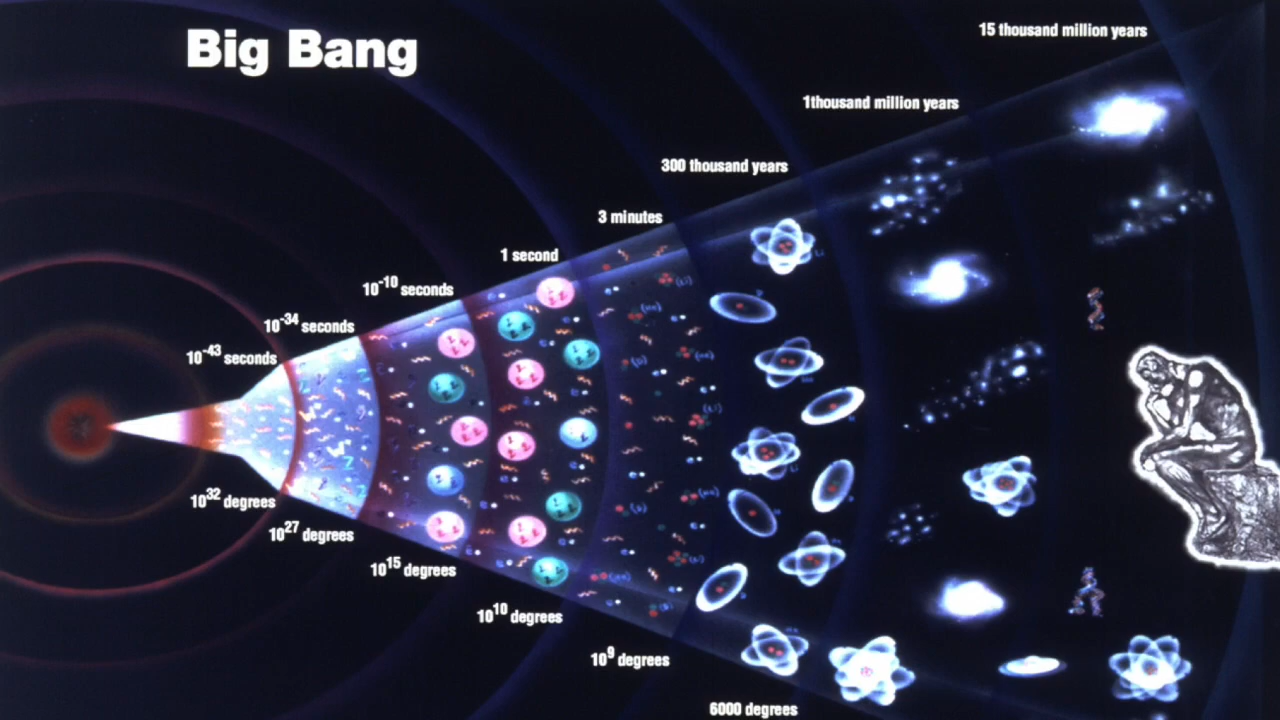 Big Bang
15 thousand million years
1thousand million years
300 thousand years
3 minutes
1 second
10-10 seconds
10-34 seconds
10-43 seconds
1032 degrees
1027 degrees
1015 degrees
1010 degrees
109 degrees
6000 degrees